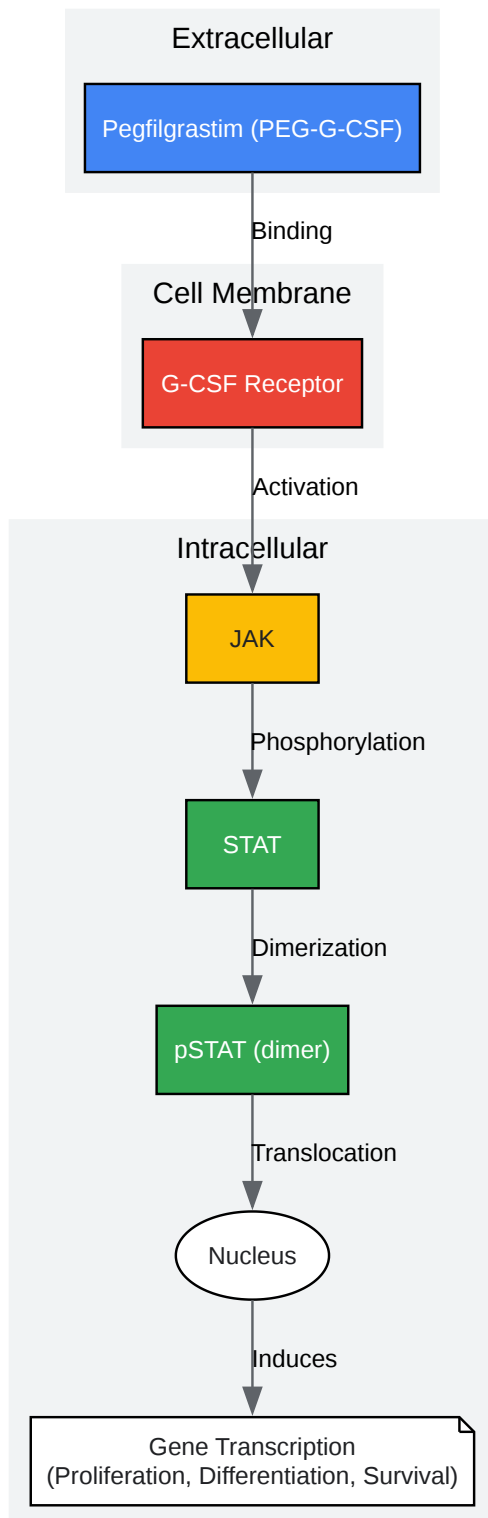 Extracellular
Pegfilgrastim (PEG-G-CSF)
Binding
Cell Membrane
G-CSF Receptor
Activation
Intracellular
JAK
Phosphorylation
STAT
Dimerization
pSTAT (dimer)
Translocation
Nucleus
Induces
Gene Transcription
(Proliferation, Differentiation, Survival)